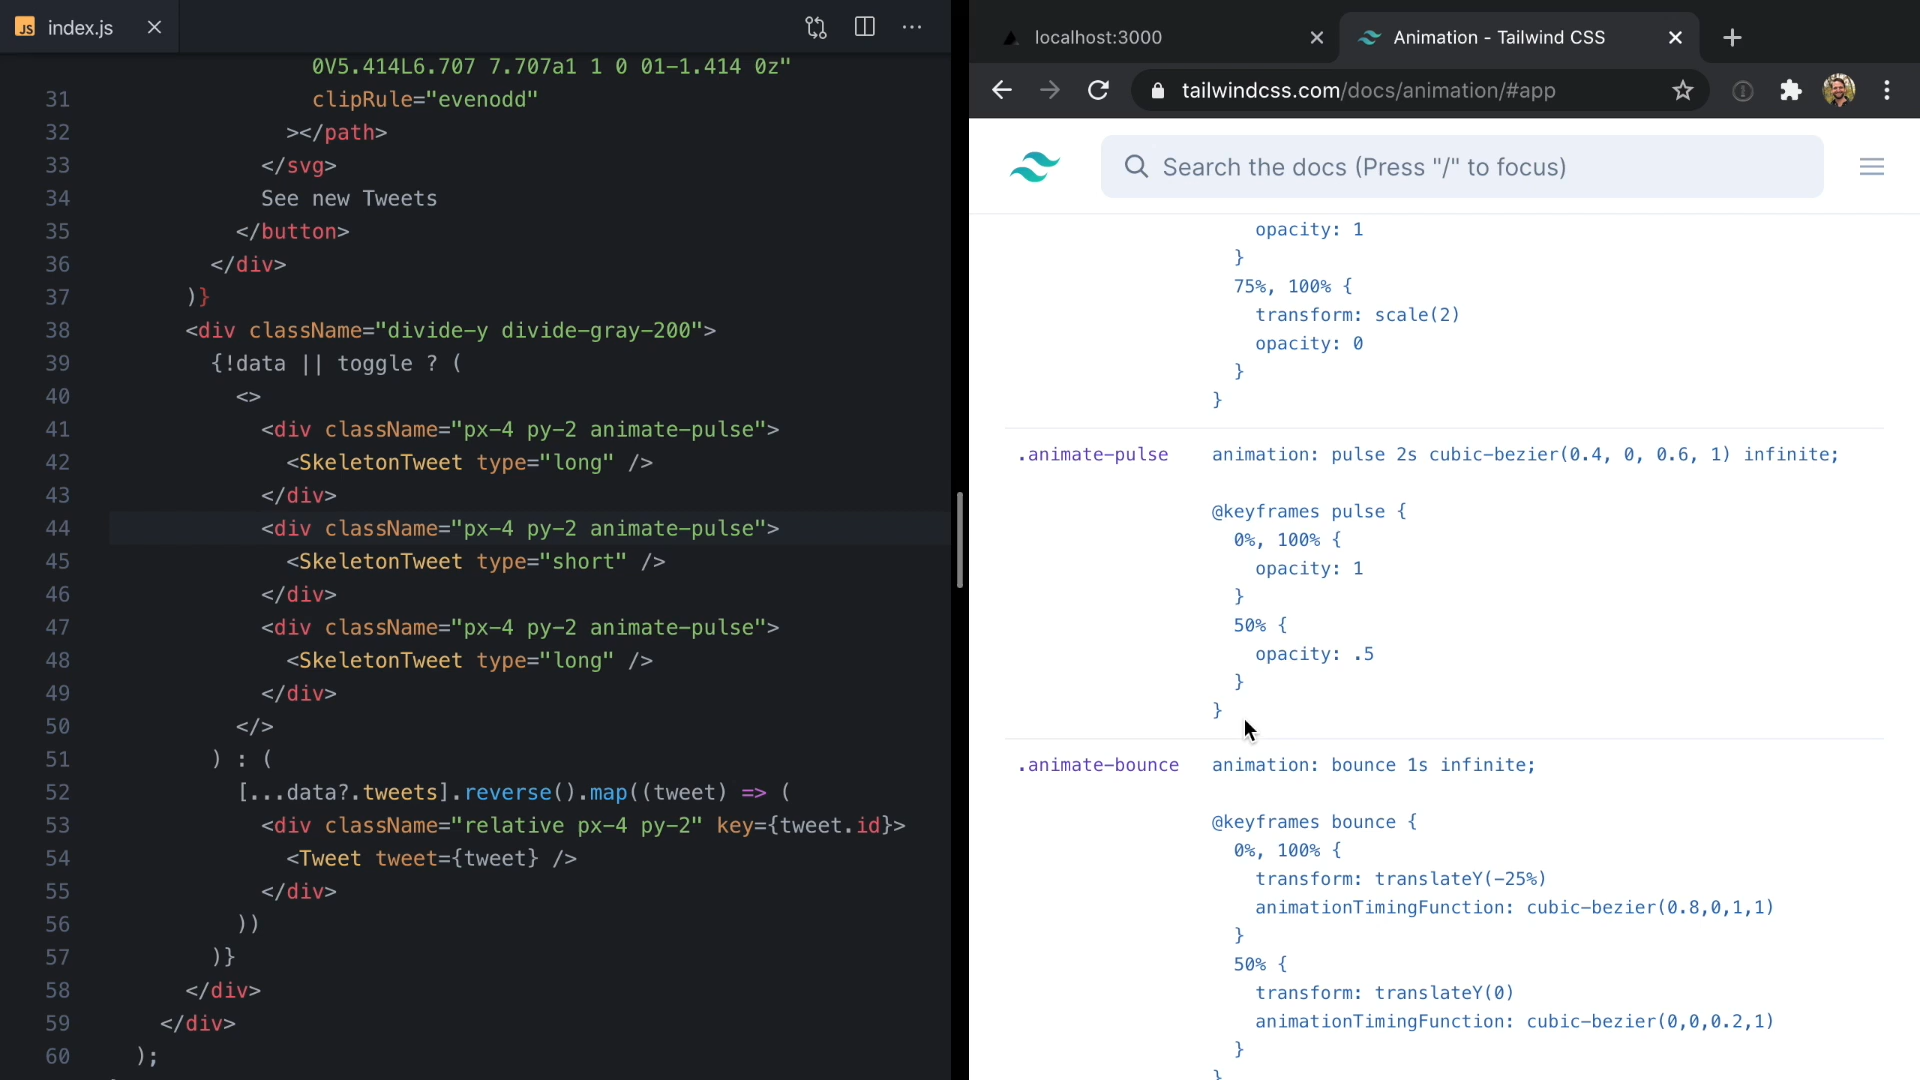 JS index.js
0V5.414L6.707 7.707a1 1 0 01-1.414 0z"
31 clipRule="evenodd"
32 ></path>
33 </svg>
34 See new Tweets
35 </button>
36 </div>
37 )}
38 <div className="divide-y divide-gray-200">
39 {!data || toggle ? (
40 <>
41 <div className="px-4 py-2 animate-pulse">
42 <SkeletonTweet type="long" />
43 </div>
44 <div className="px-4 py-2 animate-pulse">
45 <SkeletonTweet type="short" />
46 </div>
47 <div className="px-4 py-2 animate-pulse">
48 <SkeletonTweet type="long" />
49 </div>
50 </>
51 ) : (
52 [...data?.tweets].reverse().map((tweet) => (
53 <div className="relative px-4 py-2" key={tweet.id}>
54 <Tweet tweet={tweet} />
55 </div>
56 ))
57 )}
58 </div>
59 </div>
60 );
localhost:3000
Animation - Tailwind CSS
tailwindcss.com/docs/animation/#app
Search the docs (Press "/" to focus)
opacity: 1
}
75%, 100% {
transform: scale(2)
opacity: 0
}
}
.animate-pulse animation: pulse 2s cubic-bezier(0.4, 0, 0.6, 1) infinite;
@keyframes pulse {
0%, 100% {
opacity: 1
}
50% {
opacity: .5
}
}
.animate-bounce animation: bounce 1s infinite;
@keyframes bounce {
0%, 100% {
transform: translateY(-25%)
animationTimingFunction: cubic-bezier(0.8,0,1,1)
}
50% {
transform: translateY(0)
animationTimingFunction: cubic-bezier(0,0,0.2,1)
}
}